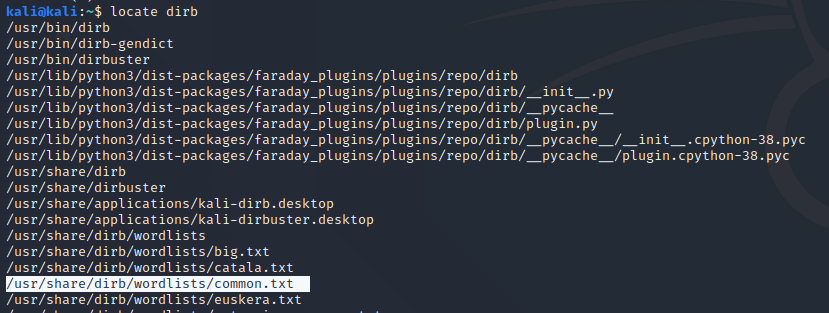 kali@kali:~$ locate dirb
/usr/bin/dirb
/usr/bin/dirb-gendict
/usr/bin/dirbuster
/usr/lib/python3/dist-packages/faraday_plugins/plugins/repo/dirb
/usr/lib/python3/dist-packages/faraday_plugins/plugins/repo/dirb/__init__.py
/usr/lib/python3/dist-packages/faraday_plugins/plugins/repo/dirb/__pycache__
/usr/lib/python3/dist-packages/faraday_plugins/plugins/repo/dirb/plugin.py
/usr/lib/python3/dist-packages/faraday_plugins/plugins/repo/dirb/__pycache__/__init__.cpython-38.pyc
/usr/lib/python3/dist-packages/faraday_plugins/plugins/repo/dirb/__pycache__/plugin.cpython-38.pyc
/usr/share/dirb
/usr/share/dirbuster
/usr/share/applications/kali-dirb.desktop
/usr/share/applications/kali-dirbuster.desktop
/usr/share/dirb/wordlists
/usr/share/dirb/wordlists/big.txt
/usr/share/dirb/wordlists/catala.txt
/usr/share/dirb/wordlists/common.txt
/usr/share/dirb/wordlists/euskera.txt